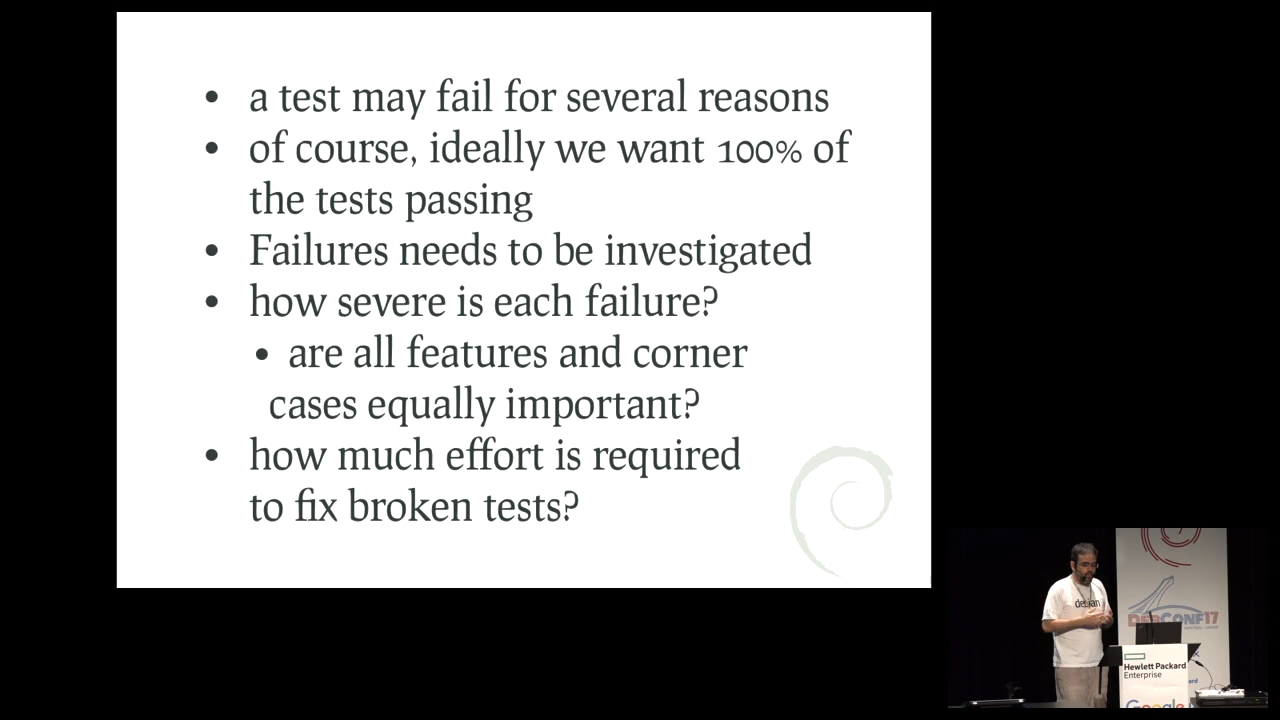 • a test may fail for several reasons
• of course, ideally we want 100% of
the tests passing
• Failures needs to be investigated
• how severe is each failure?
• are all features and corner
cases equally important?
• how much effort is required
to fix broken tests?
debian
DEBCONF17
Hewlett Packard
Enterprise
Google